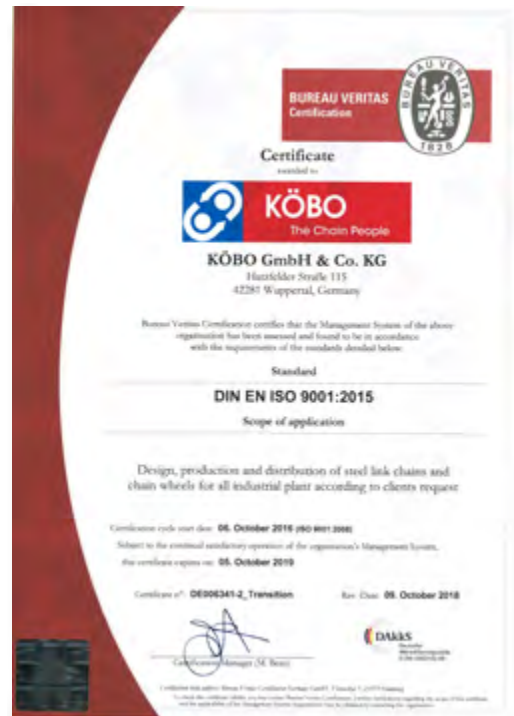 BUREAU VERITAS
Certification
BUREAU VERITAS
1828
Certificate
awarded to
KÖBO
The Chain People
KÖBO GmbH & Co. KG
Hatzfelder Straße 115
42281 Wuppertal, Germany
Bureau Veritas Certification certifies that the Management System of the above
organisation has been assessed and found to be in accordance
with the requirements of the standards detailed below
Standard
DIN EN ISO 9001:2015
Scope of application
Design, production and distribution of steel link chains and
chain wheels for all industrial plant according to clients request
Certification cycle start date: 06. October 2016 (ISO 9001:2008)
Subject to the continued satisfactory operation of the organization's Management System,
this certificate expires on: 05. October 2019
Certificate n°: DE006341-2_Transition
Rev. Date: 09. October 2018
DAkkS
Deutsche
Akkreditierungsstelle
Certification Manager (M. )